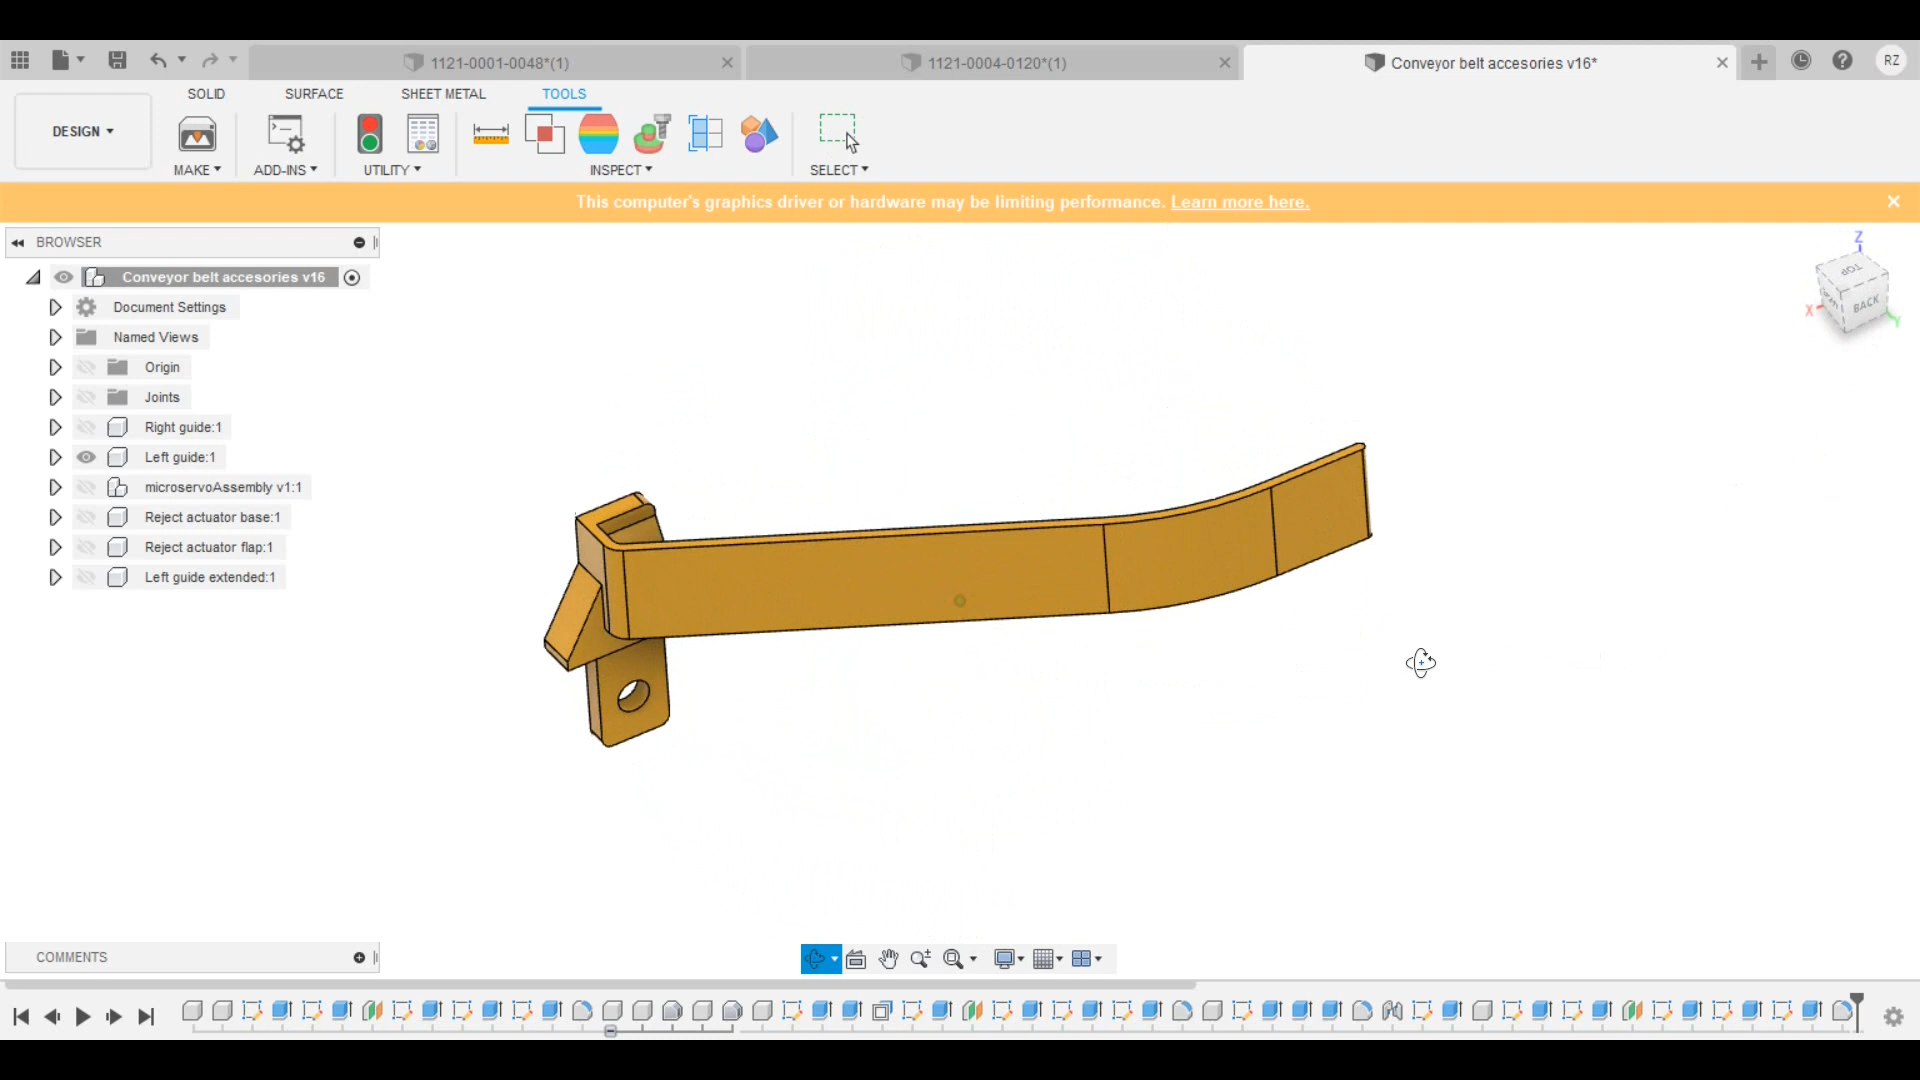 1121-0001-0048*(1)
1121-0004-0120*(1)
Conveyor belt accesories v16*
RZ
SOLID
SURFACE
SHEET METAL
TOOLS
DESIGN
MAKE
ADD-INS
UTILITY
INSPECT
SELECT
This computer's graphics driver or hardware may be limiting performance. Learn more here.
BROWSER
Conveyor belt accesories v16
Document Settings
Named Views
Origin
Joints
Right guide:1
Left guide:1
microservoAssembly v1:1
Reject actuator base:1
Reject actuator flap:1
Left guide extended:1
Z
TOP
BACK
X
Y
COMMENTS